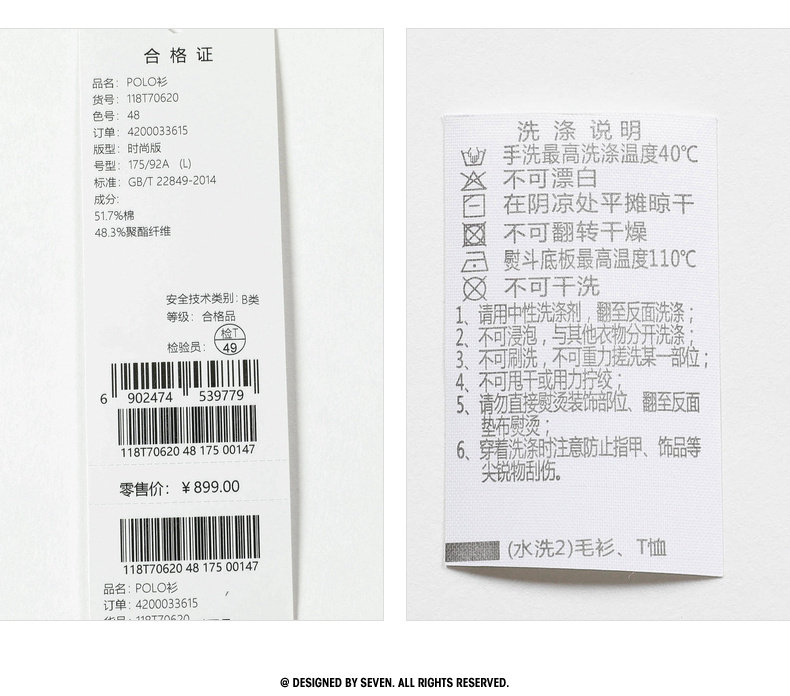 合格证
品名: POLO衫
货号: 118T70620
色号: 48
订单: 4200033615
版型: 时尚版
号型: 175/92A (L)
标准: GB/T 22849-2014
成分:
51.7%棉
48.3%聚酯纤维
安全技术类别: B类
等级: 合格品
检验员: 检T
49
6 902474 539779
118T70620 48 175 00147
零售价: ￥899.00
118T70620 48 175 00147
品名: POLO衫
订单: 4200033615
货号: 118T70620
洗涤说明
手洗最高洗涤温度40℃
不可漂白
在阴凉处平摊晾干
不可翻转干燥
熨斗底板最高温度110℃
不可干洗
1、请用中性洗涤剂，翻至反面洗涤；
2、不可浸泡，与其他衣物分开洗涤；
3、不可刷洗，不可重力搓洗某一部位；
4、不可甩干或用力拧绞；
5、请勿直接熨烫装饰部位、翻至反面
垫布熨烫；
6、穿着洗涤时注意防止指甲、饰品等
尖锐物刮伤。
(水洗2)毛衫、T恤
@ DESIGNED BY SEVEN. ALL RIGHTS RESERVED.